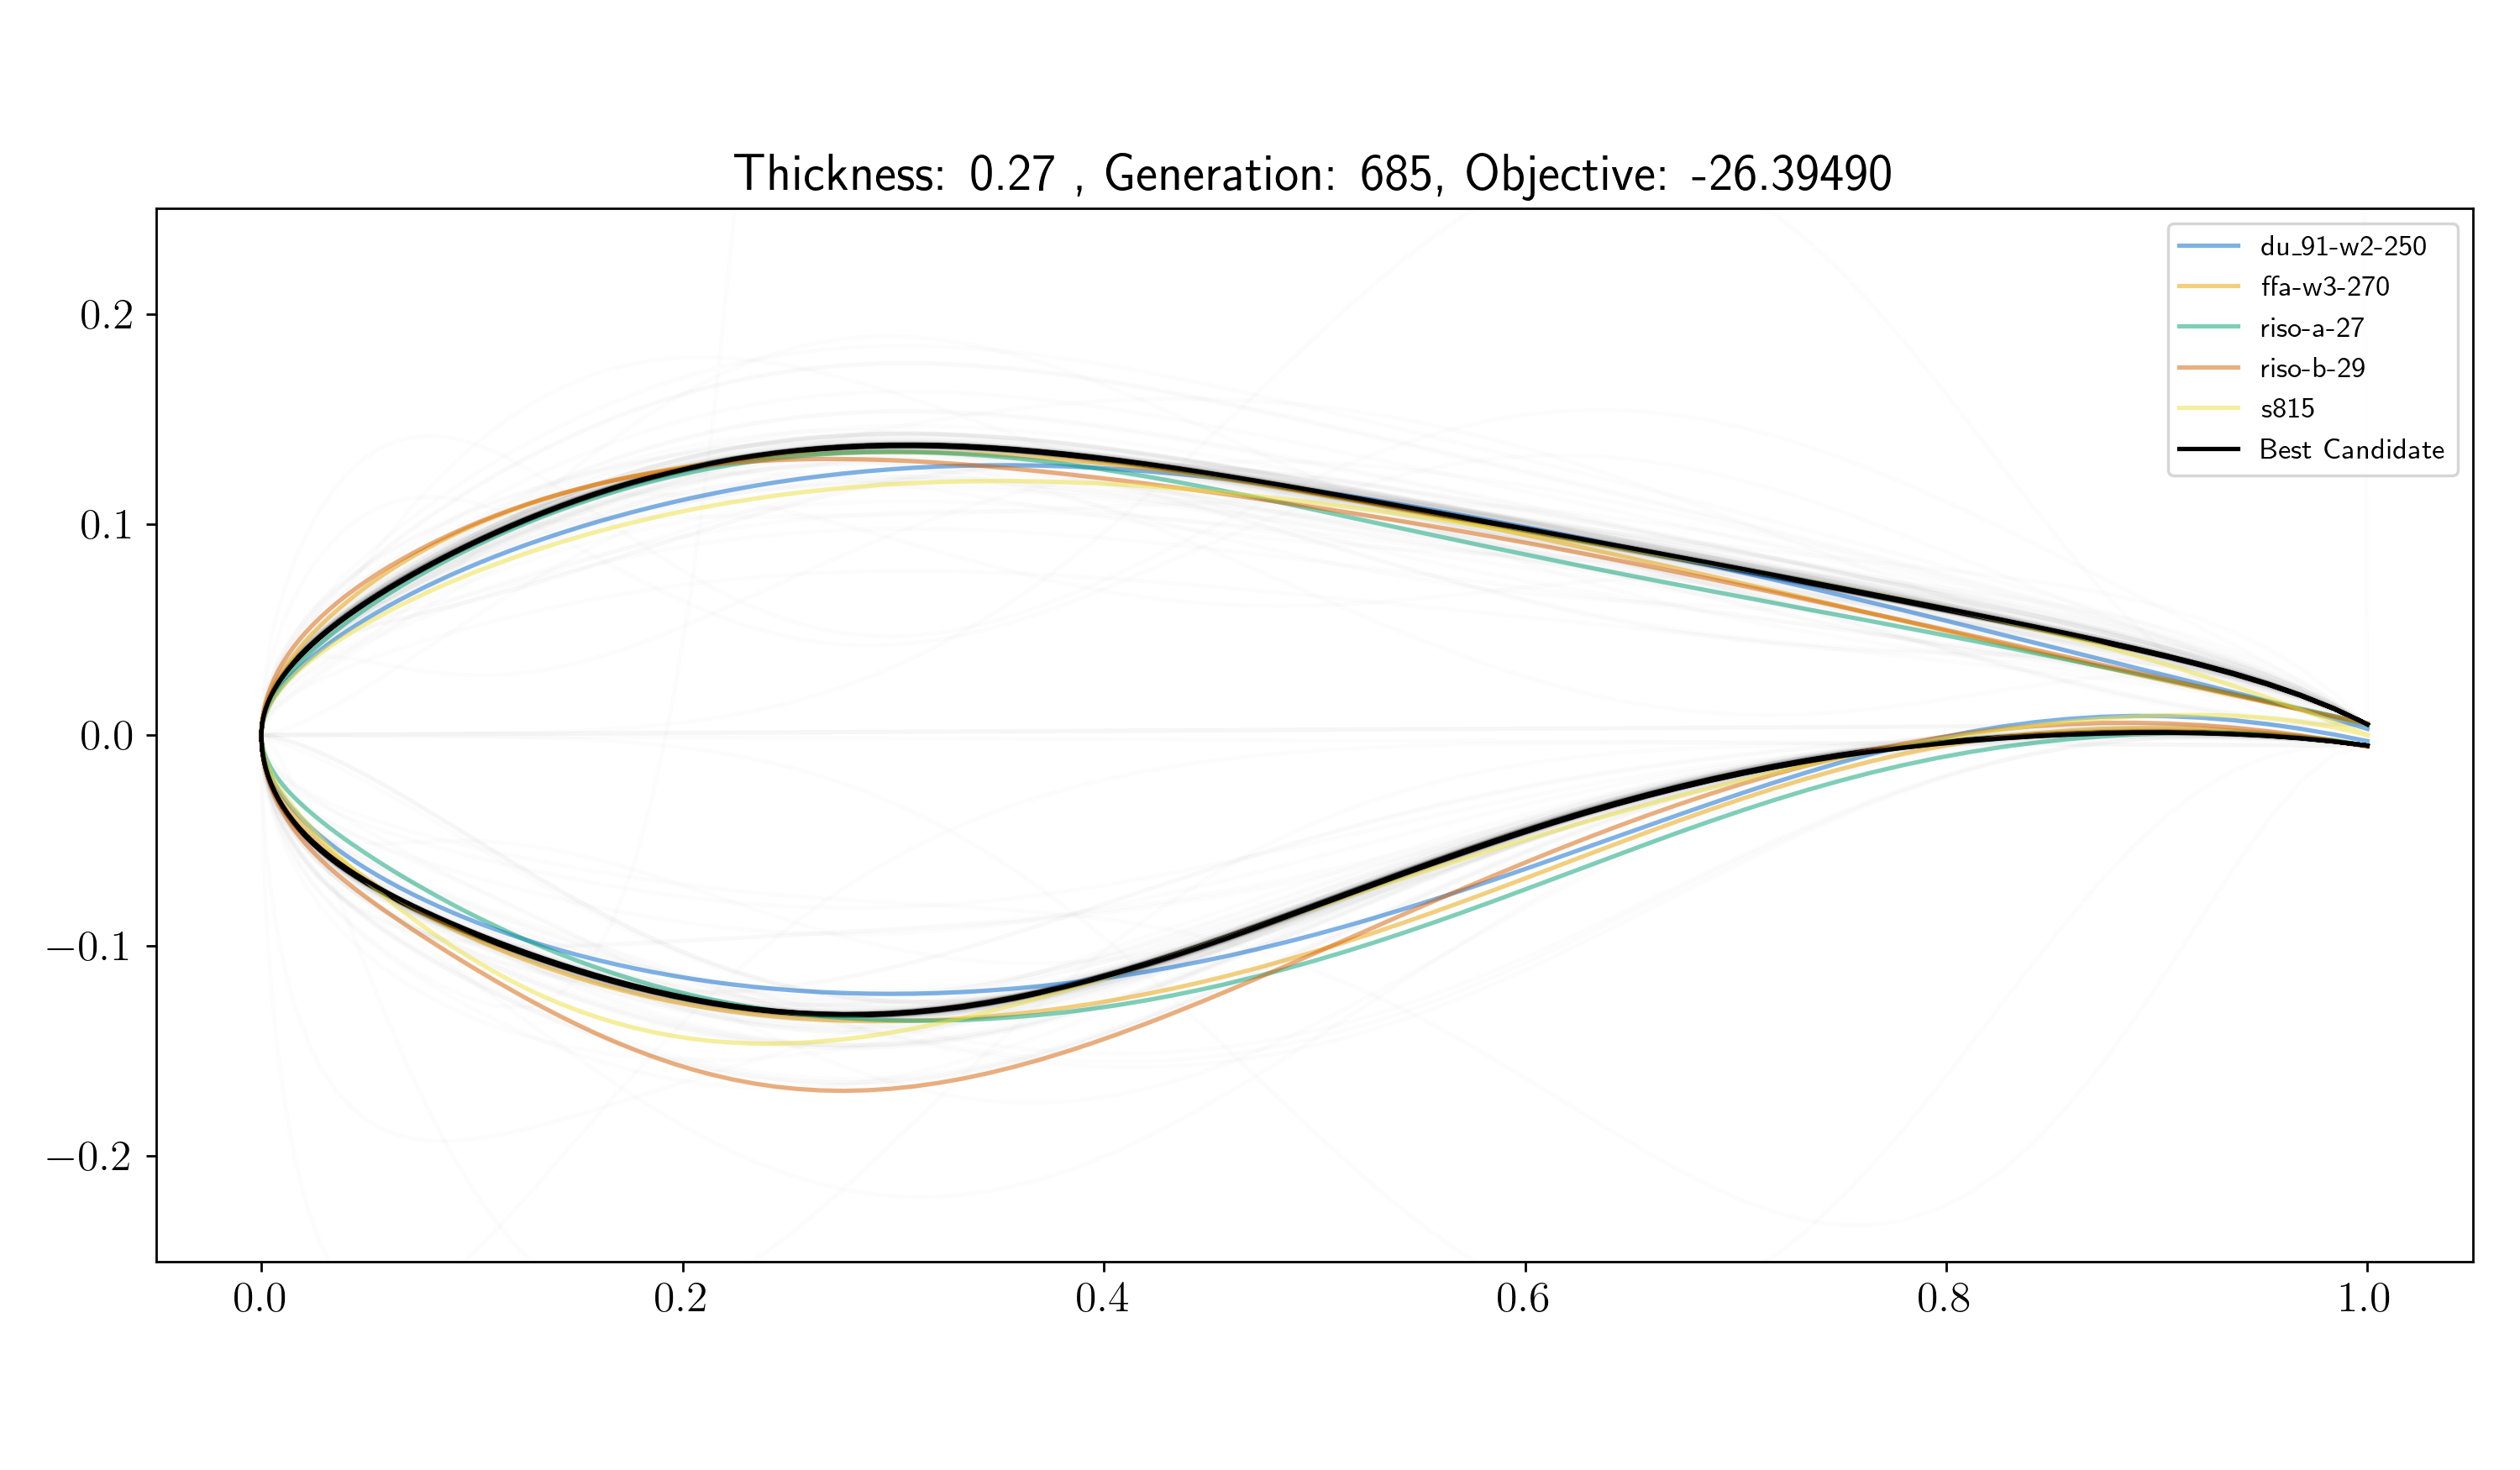 Thickness: 0.27 , Generation: 685, Objective: -26.39490
du_91-w2-250
ffa-w3-270
riso-a-27
riso-b-29
s815
Best Candidate
0.2
0.1
0.0
−0.1
−0.2
0.0 0.2 0.4 0.6 0.8 1.0